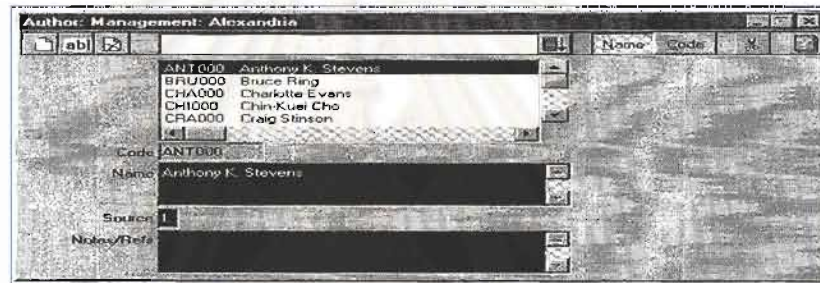 Author: Management: Alexandria
abl Name Code
ANT000 Anthony K. Stevens
BRU000 Bruce Ring
CHA000 Charlotte Evans
CHI000 Chin-Kuei Cho
CRA000 Craig Stinson
Code ANT000
Name Anthony K. Stevens
Source 1
Notes/Refs